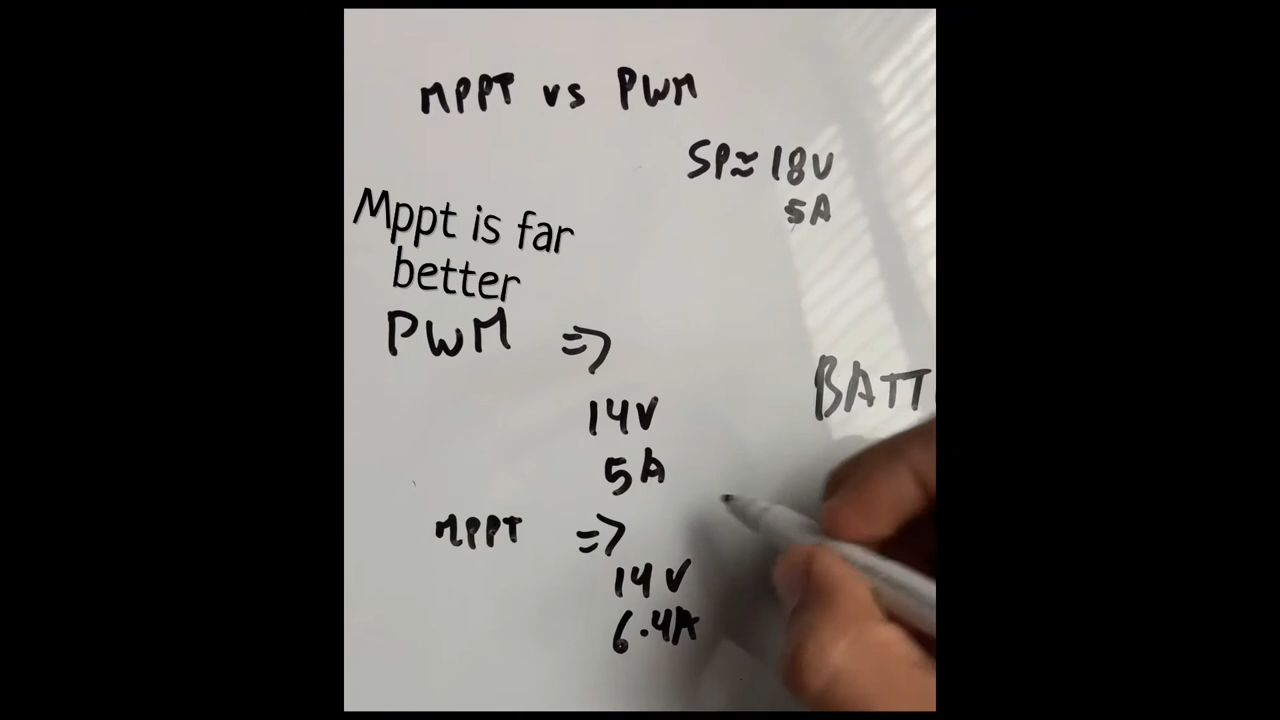 MPPT vs PWM
SP≈18V
5A
Mppt is far
better
PWM =>
14V
5A
BATT
MPPT =>
14V
6.4A